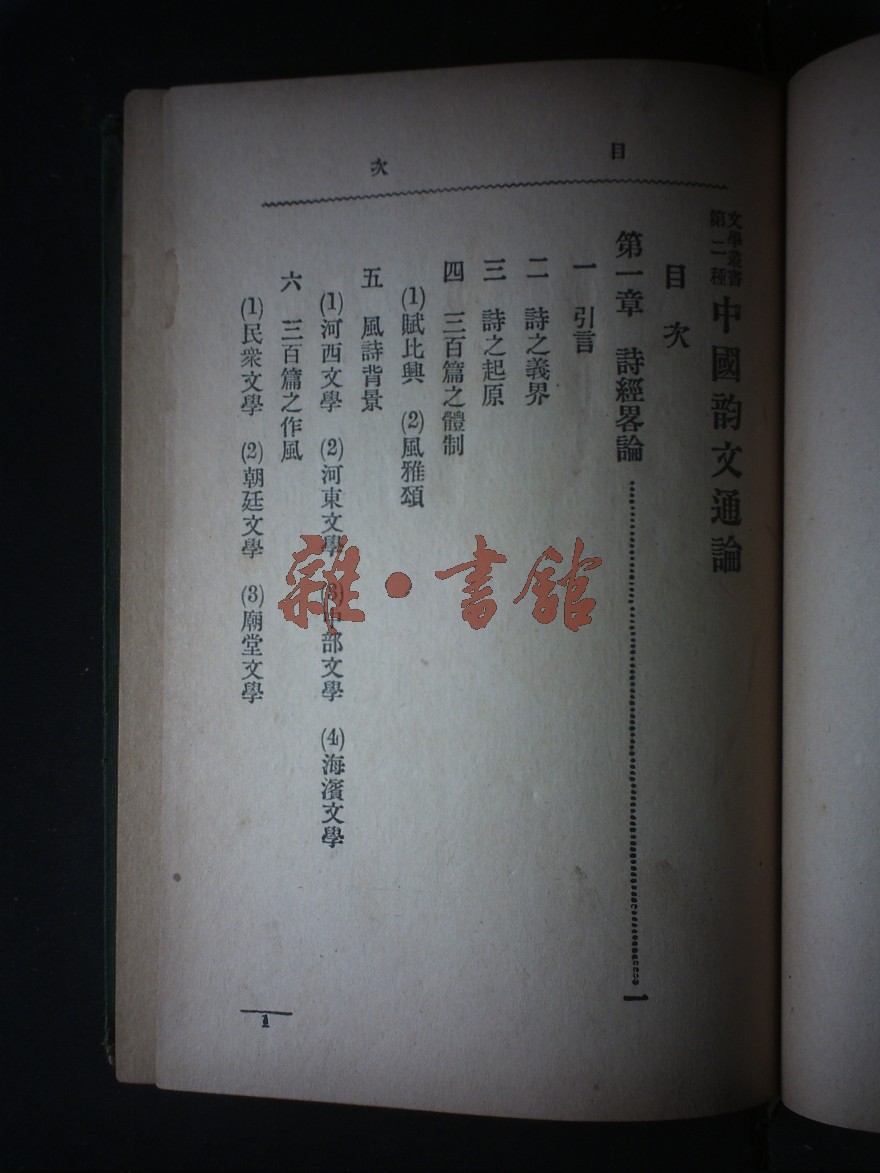 目次
文學叢書
第二種
中國韵文通論
目次
第一章 詩經畧論……一
一 引言
二 詩之義界
三 詩之起原
四 三百篇之體制
(1)賦比興 (2)風雅頌
五 風詩背景
(1)河西文學 (2)河東文學 (3)中部文學 (4)海濱文學
六 三百篇之作風
(1)民衆文學 (2)朝廷文學 (3)廟堂文學
1
雜·書館